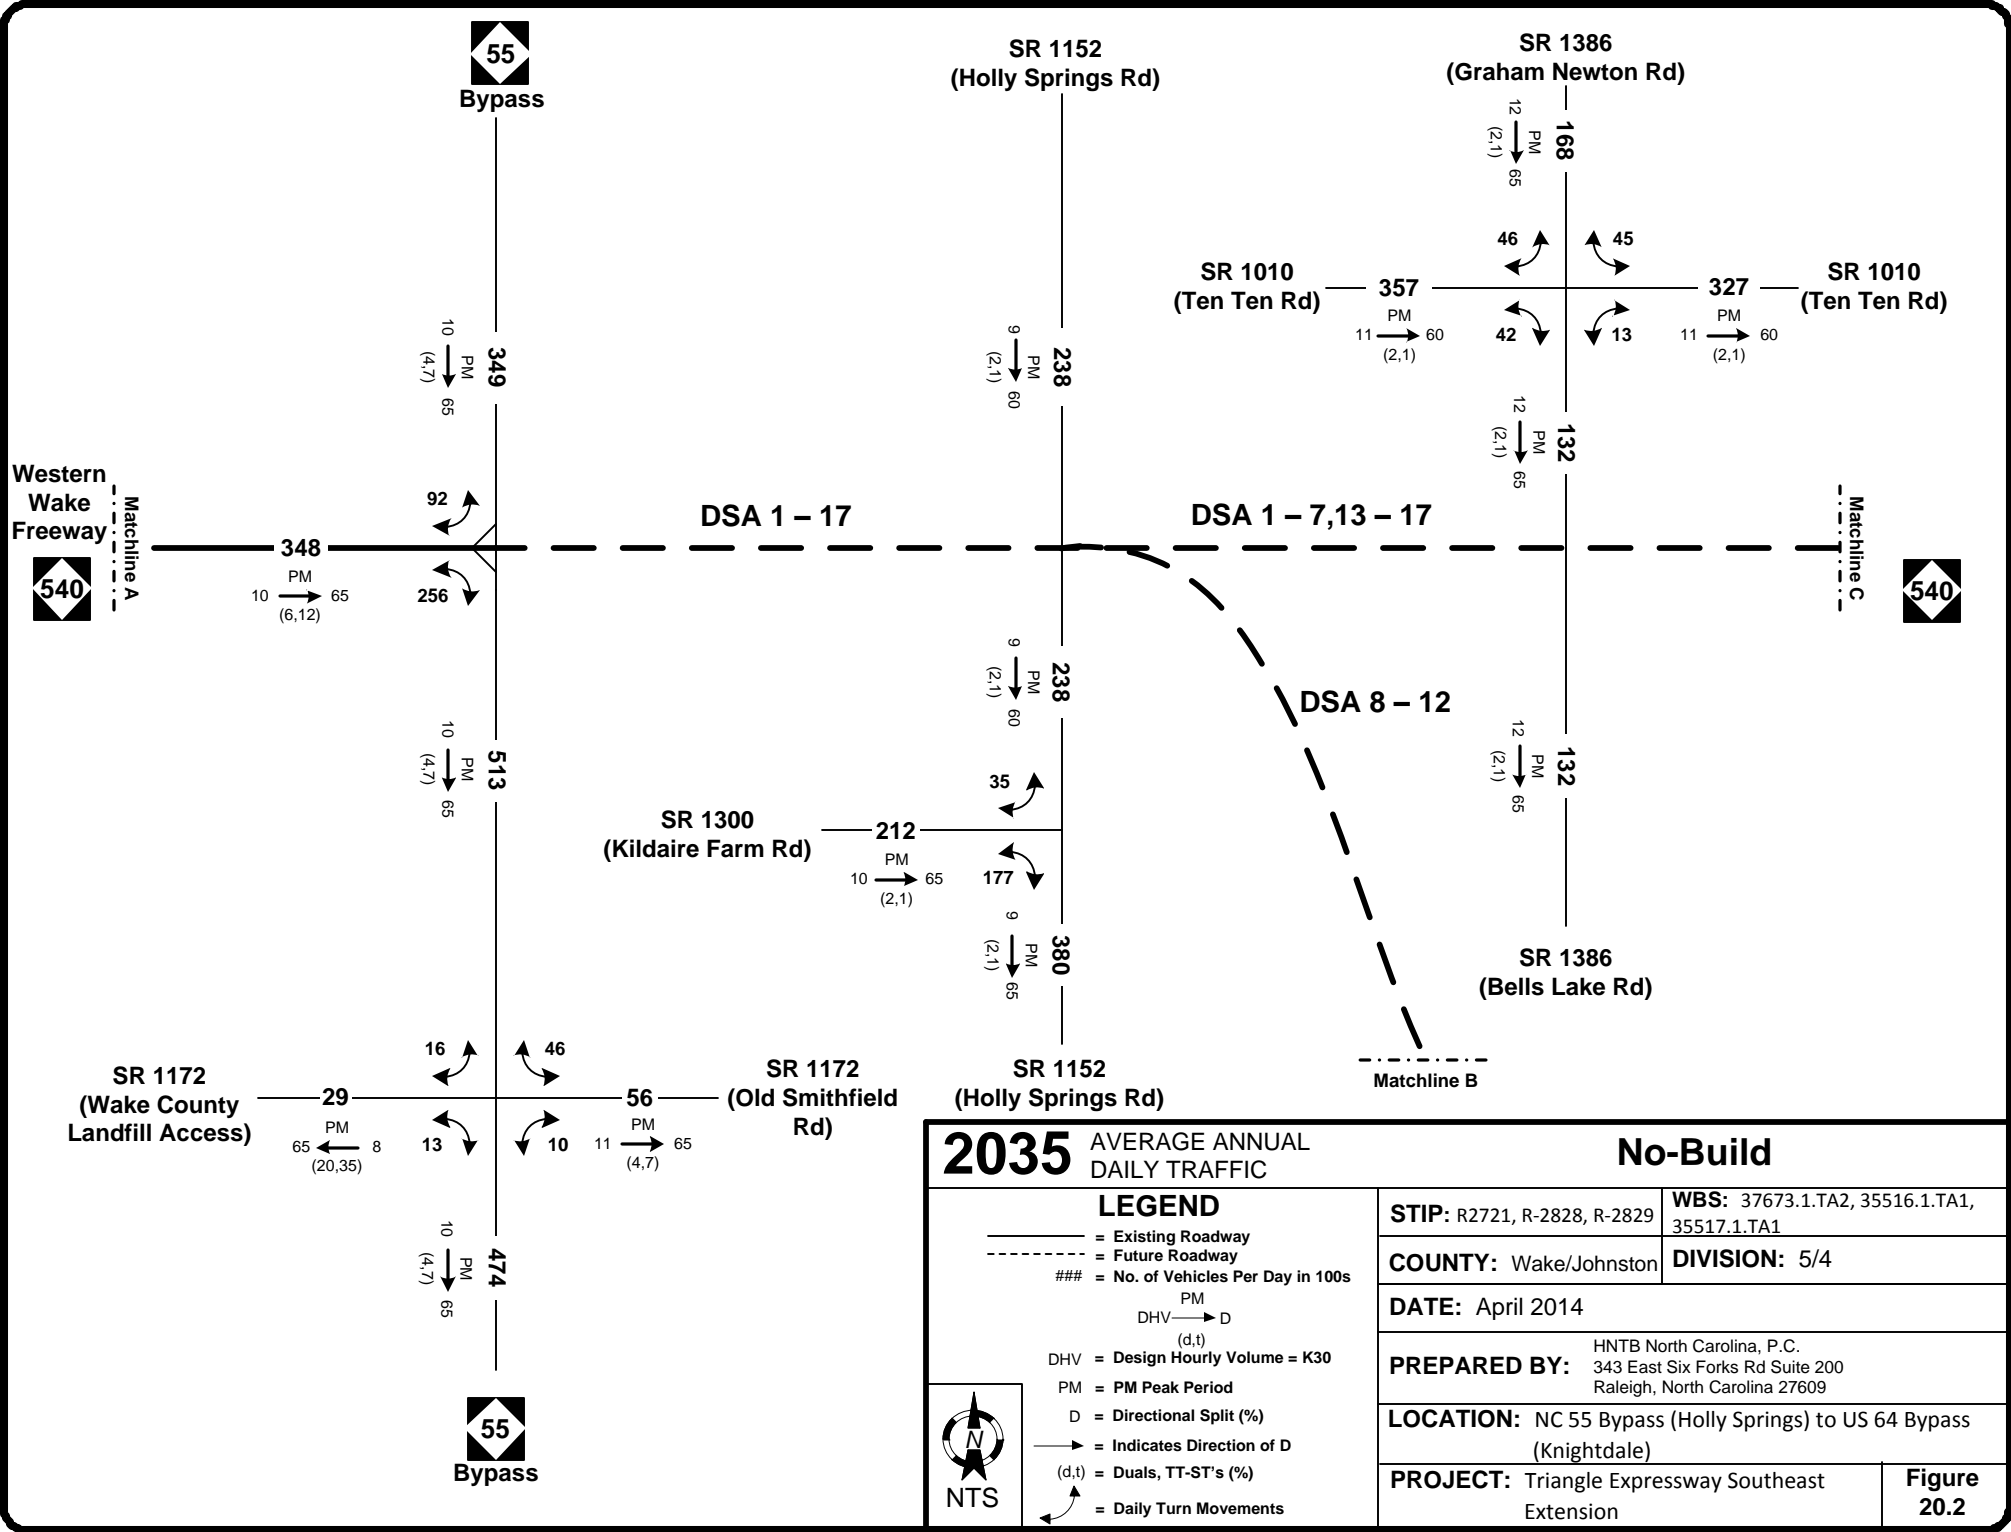 55
Bypass
SR 1152
(Holly Springs Rd)
SR 1386
(Graham Newton Rd)
12
PM
65
(2,1)
168
46
45
SR 1010
(Ten Ten Rd)
357
PM
11 60
(2,1)
327
PM
11 60
(2,1)
SR 1010
(Ten Ten Rd)
42
13
10
PM
65
(4,7)
349
9
PM
60
(2,1)
238
12
PM
65
(2,1)
132
Western
Wake
Freeway
540
Matchline A
348
PM
10 65
(6,12)
92
256
DSA 1 – 17
DSA 1 – 7,13 – 17
Matchline C
540
DSA 8 – 12
10
PM
65
(4,7)
513
9
PM
60
(2,1)
238
12
PM
65
(2,1)
132
SR 1300
(Kildaire Farm Rd)
212
PM
10 65
(2,1)
35
177
9
PM
65
(2,1)
380
SR 1386
(Bells Lake Rd)
SR 1172
(Wake County
Landfill Access)
29
PM
65 8
(20,35)
16
46
13
10
56
PM
11 65
(4,7)
SR 1172
(Old Smithfield
Rd)
SR 1152
(Holly Springs Rd)
Matchline B
10
PM
65
(4,7)
474
55
Bypass
2035 AVERAGE ANNUAL
DAILY TRAFFIC
No-Build
LEGEND
= Existing Roadway
= Future Roadway
### = No. of Vehicles Per Day in 100s
PM
DHV D
(d,t)
DHV = Design Hourly Volume = K30
PM = PM Peak Period
D = Directional Split (%)
= Indicates Direction of D
(d,t) = Duals, TT-ST's (%)
= Daily Turn Movements
N
NTS
STIP: R2721, R-2828, R-2829
WBS: 37673.1.TA2, 35516.1.TA1,
35517.1.TA1
COUNTY: Wake/Johnston
DIVISION: 5/4
DATE: April 2014
PREPARED BY: HNTB North Carolina, P.C.
343 East Six Forks Rd Suite 200
Raleigh, North Carolina 27609
LOCATION: NC 55 Bypass (Holly Springs) to US 64 Bypass
(Knightdale)
PROJECT: Triangle Expressway Southeast
Extension
Figure
20.2